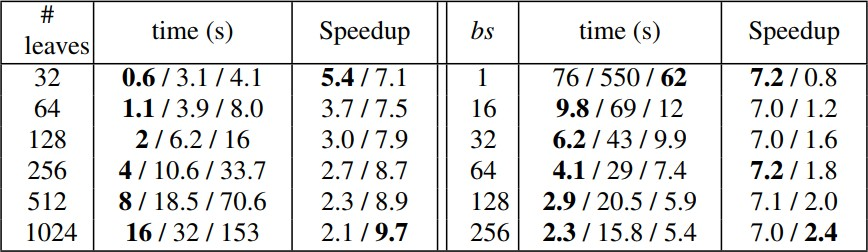 # leaves time (s) Speedup bs time (s) Speedup
32 0.6 / 3.1 / 4.1 5.4 / 7.1 1 76 / 550 / 62 7.2 / 0.8
64 1.1 / 3.9 / 8.0 3.7 / 7.5 16 9.8 / 69 / 12 7.0 / 1.2
128 2 / 6.2 / 16 3.0 / 7.9 32 6.2 / 43 / 9.9 7.0 / 1.6
256 4 / 10.6 / 33.7 2.7 / 8.7 64 4.1 / 29 / 7.4 7.2 / 1.8
512 8 / 18.5 / 70.6 2.3 / 8.9 128 2.9 / 20.5 / 5.9 7.1 / 2.0
1024 16 / 32 / 153 2.1 / 9.7 256 2.3 / 15.8 / 5.4 7.0 / 2.4